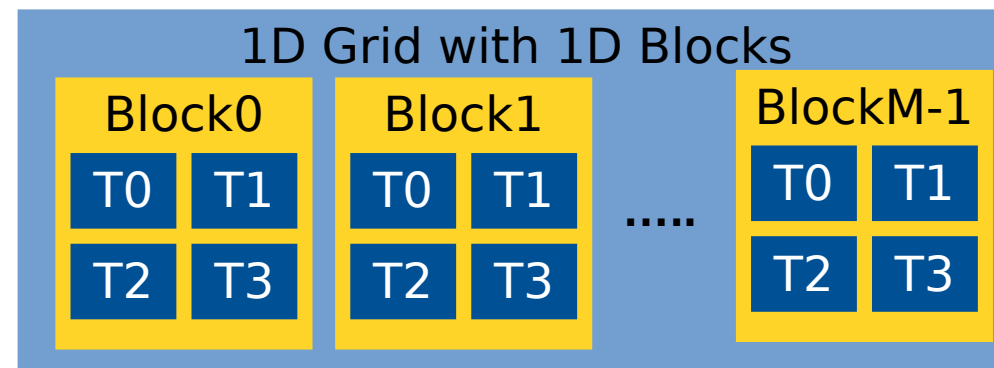 1D Grid with 1D Blocks
Block0
T0 T1
T2 T3
Block1
T0 T1
T2 T3
.....
BlockM-1
T0 T1
T2 T3